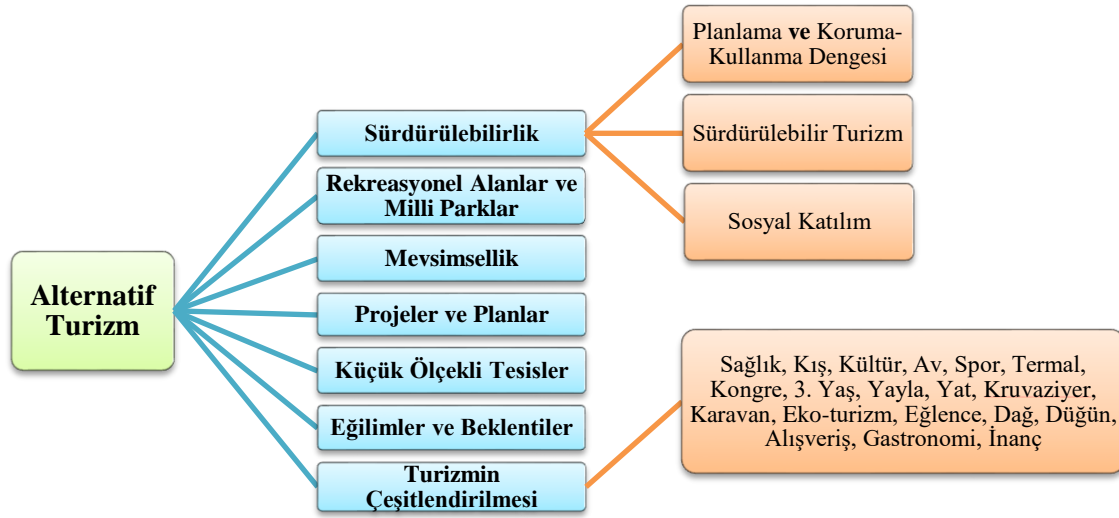 Alternatif
Turizm
Sürdürülebilirlik
Rekreasyonel Alanlar ve
Milli Parklar
Mevsimsellik
Projeler ve Planlar
Küçük Ölçekli Tesisler
Eğilimler ve Beklentiler
Turizmin
Çeşitlendirilmesi
Planlama ve Koruma-
Kullanma Dengesi
Sürdürülebilir Turizm
Sosyal Katılım
Sağlık, Kış, Kültür, Av, Spor, Termal,
Kongre, 3. Yaş, Yayla, Yat, Kruvaziyer,
Karavan, Eko-turizm, Eğlence, Dağ, Düğün,
Alışveriş, Gastronomi, İnanç